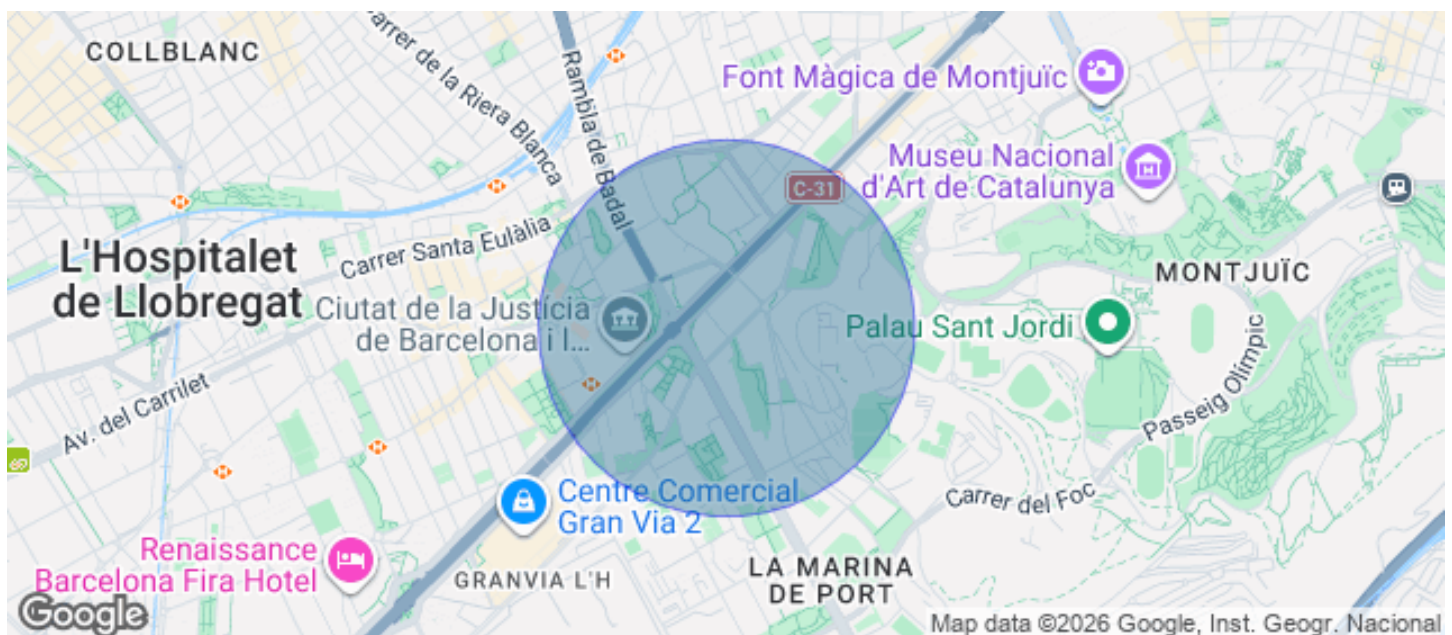 COLLBLANC
Carrer de la Riera Blanca
Rambla de Badal
Font Màgica de Montjuïc
C-31
Museu Nacional
d'Art de Catalunya
L'Hospitalet
de Llobregat
Carrer Santa Eulàlia
MONTJUÏC
Ciutat de la Justícia
de Barcelona i l...
Palau Sant Jordi
Passeig Olímpic
Av. del Carrilet
Centre Comercial
Gran Via 2
Carrer del Foc
Renaissance
Barcelona Fira Hotel
GRANVIA L'H
LA MARINA
DE PORT
Google
Map data ©2026 Google, Inst. Geogr. Nacional